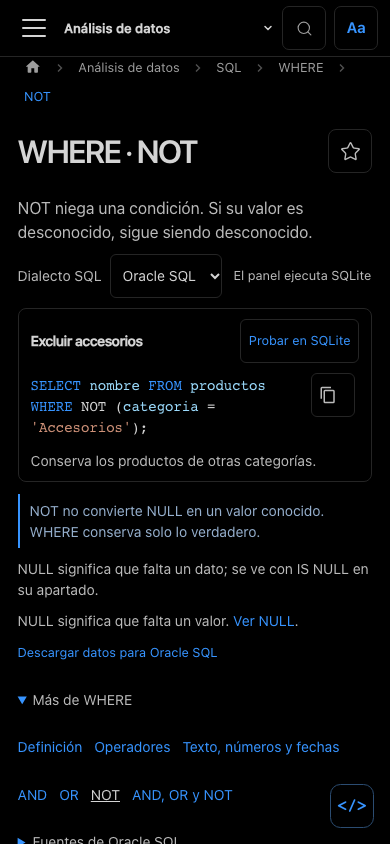 Análisis de datos
Aa
Análisis de datos > SQL > WHERE >
NOT
WHERE · NOT
NOT niega una condición. Si su valor es
desconocido, sigue siendo desconocido.
Dialecto SQL Oracle SQL El panel ejecuta SQLite
Excluir accesorios Probar en SQLite
SELECT nombre FROM productos
WHERE NOT (categoria =
'Accesorios');
Conserva los productos de otras categorías.
NOT no convierte NULL en un valor conocido.
WHERE conserva solo lo verdadero.
NULL significa que falta un dato; se ve con IS NULL en
su apartado.
NULL significa que falta un valor. Ver NULL.
Descargar datos para Oracle SQL
Más de WHERE
Definición Operadores Texto, números y fechas
AND OR NOT AND, OR y NOT
</>
Fuentes de Oracle SQL